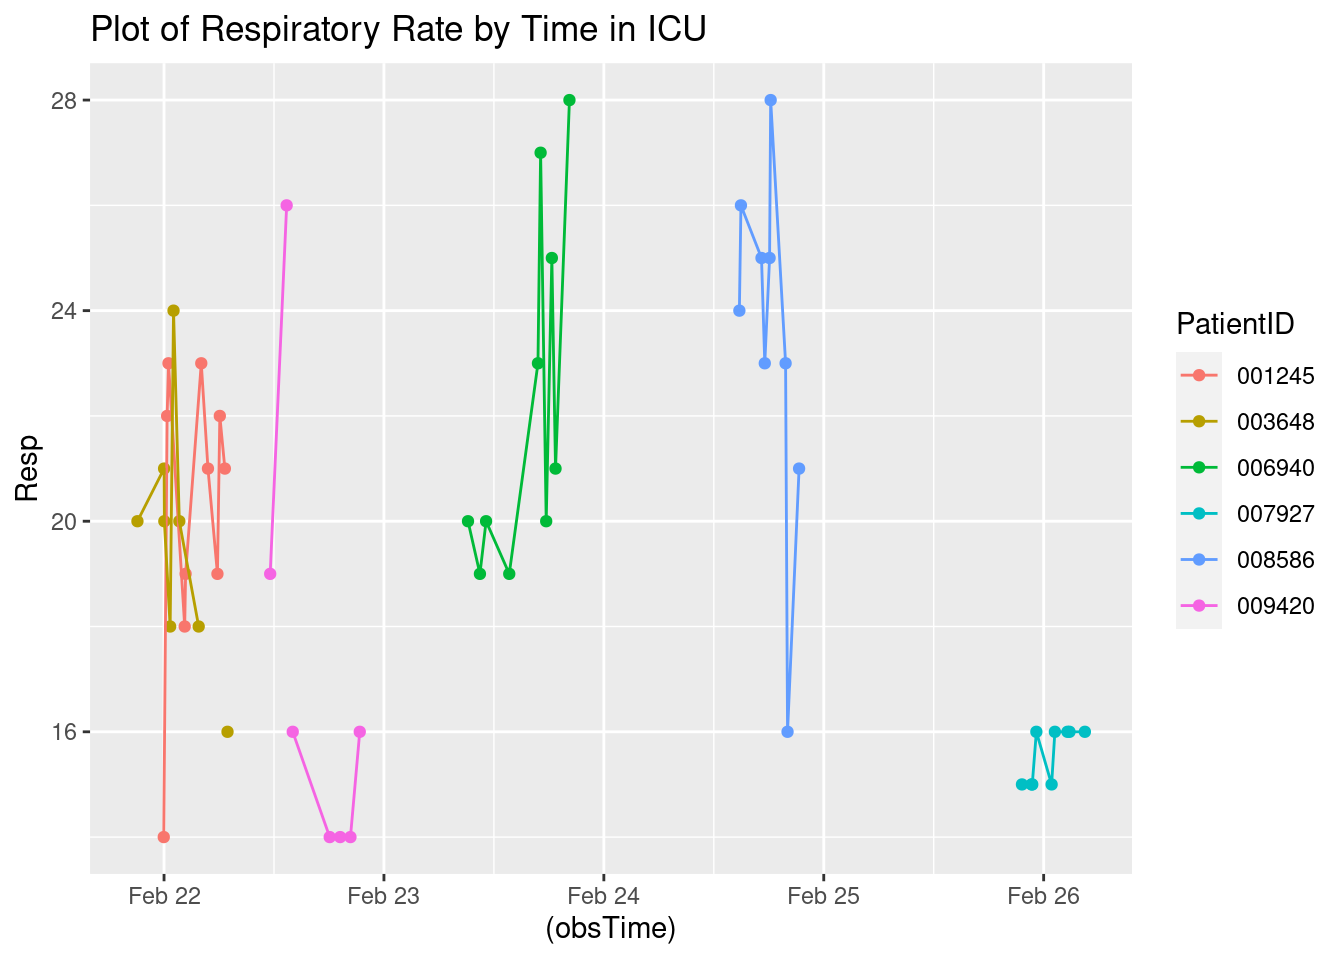 Plot of Respiratory Rate by Time in ICU
28
24
20
16
Resp
Feb 22
Feb 23
Feb 24
Feb 25
Feb 26
(obsTime)
PatientID
001245
003648
006940
007927
008586
009420